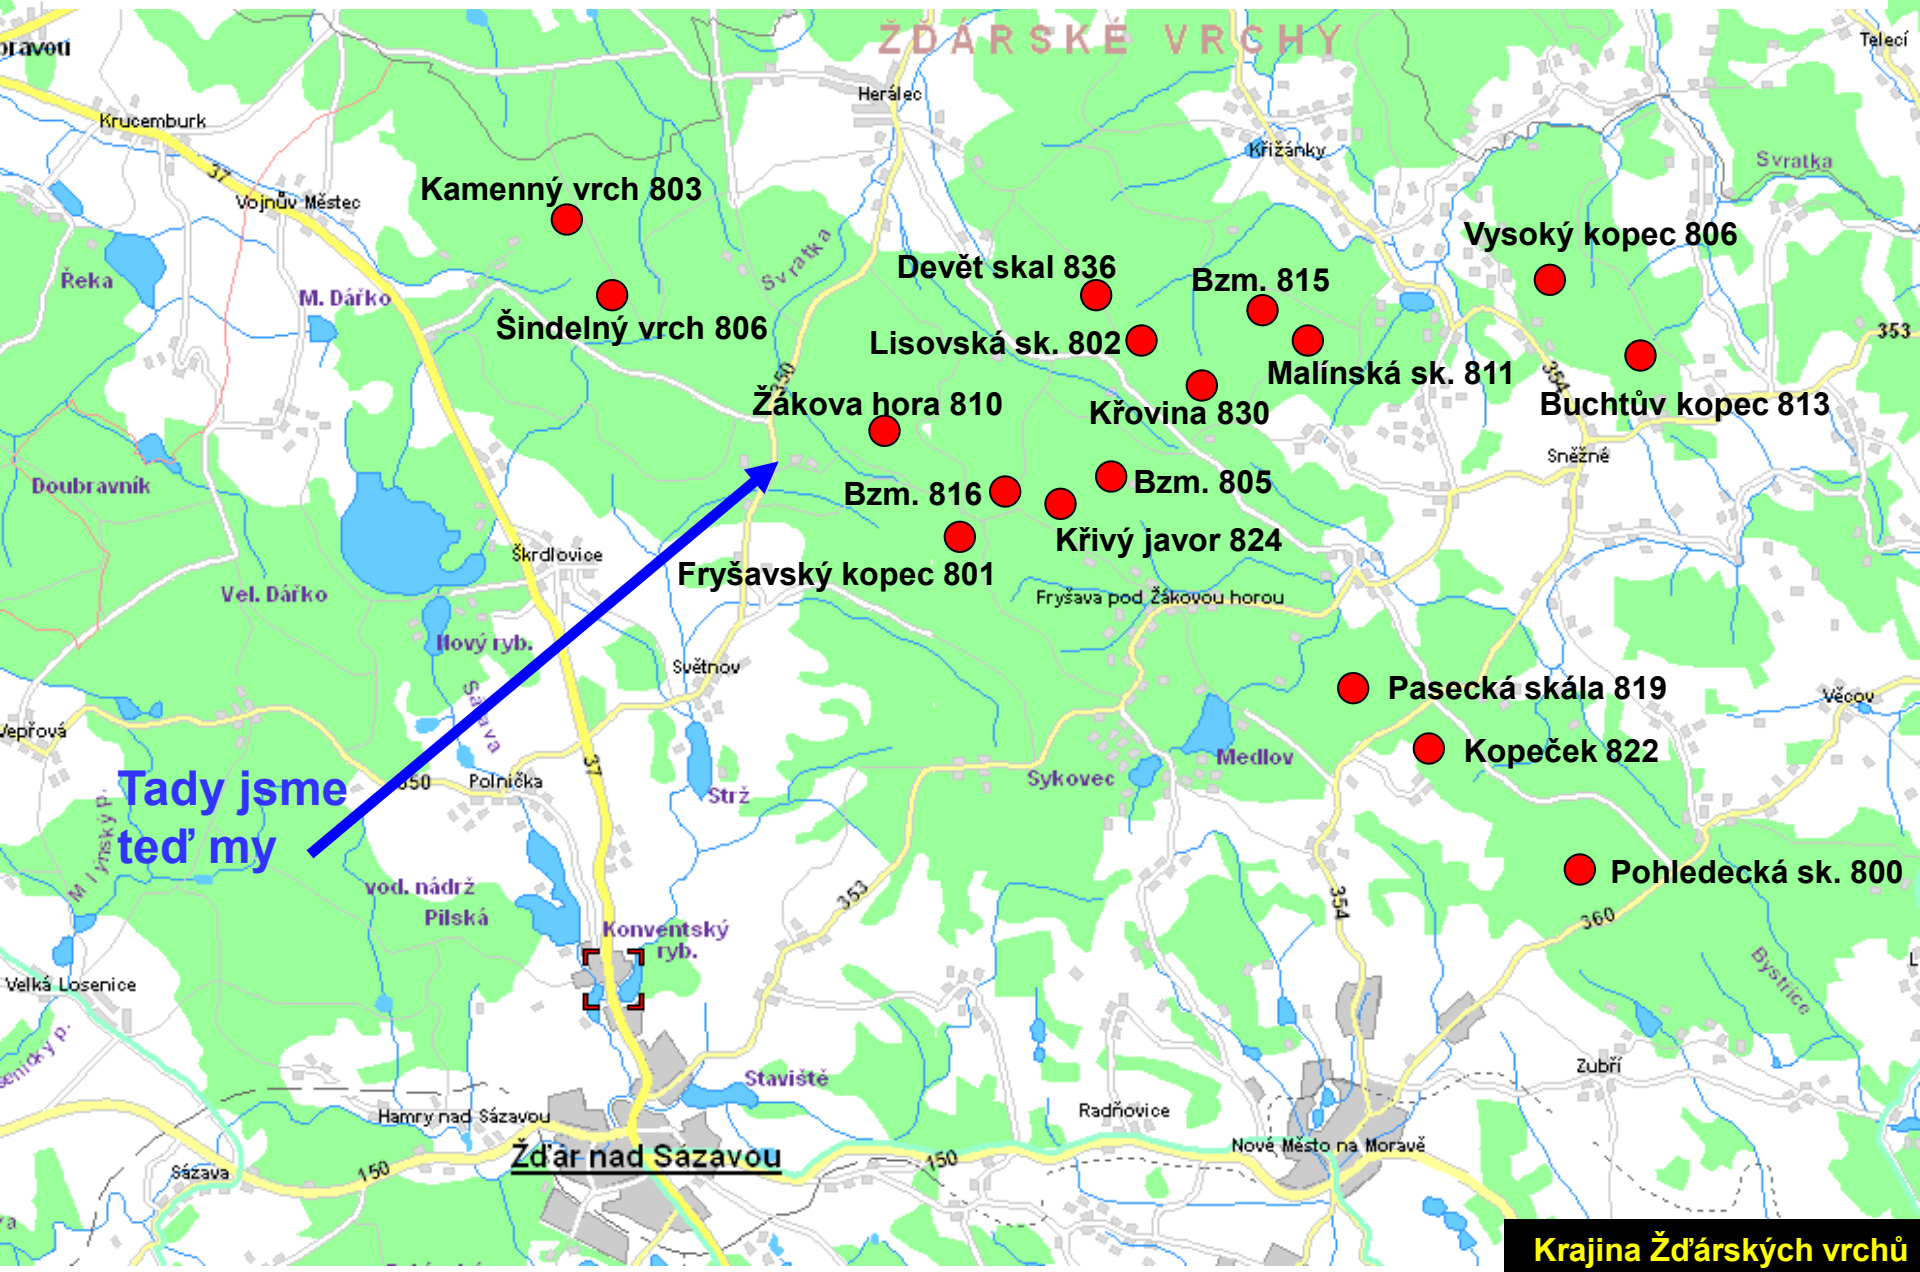 ŽĎÁRSKÉ VRCHY
Telecí
Herálec
Krucemburk
Křižánky
Svratka
37
Kamenný vrch 803
Vojnův Městec
Vysoký kopec 806
Svratka
Devět skal 836
Bzm. 815
Řeka
M. Dářko
Šindelný vrch 806
Lisovská sk. 802
353
350
Malínská sk. 811
354
Žákova hora 810
Křovina 830
Buchtův kopec 813
Sněžné
Doubravník
Bzm. 816
Bzm. 805
Křivý javor 824
Škrdlovice
Fryšavský kopec 801
Vel. Dářko
Fryšava pod Žákovou horou
Nový ryb.
Světnov
Sázava
Pasecká skála 819
Věcov
Vepřová
Kopeček 822
Medlov
Sykovec
37
350
Polnička
Strž
Tady jsme
teď my
Mlýnský p.
Pohledecká sk. 800
vod. nádrž
Pilská
353
354
360
Konventský
ryb.
Bystřice
Velká Losenice
Staviště
Zubří
Hamry nad Sázavou
Radňovice
Nové Město na Moravě
Žďár nad Sázavou
150
150
Sázava
Krajina Žďárských vrchů